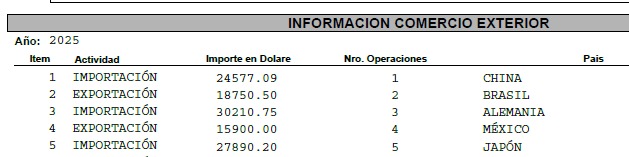 INFORMACION COMERCIO EXTERIOR
Año: 2025
Item Actividad Importe en Dolare Nro. Operaciones Pais
1 IMPORTACIÓN 24577.09 1 CHINA
2 EXPORTACIÓN 18750.50 2 BRASIL
3 IMPORTACIÓN 30210.75 3 ALEMANIA
4 EXPORTACIÓN 15900.00 4 MÉXICO
5 IMPORTACIÓN 27890.20 5 JAPÓN